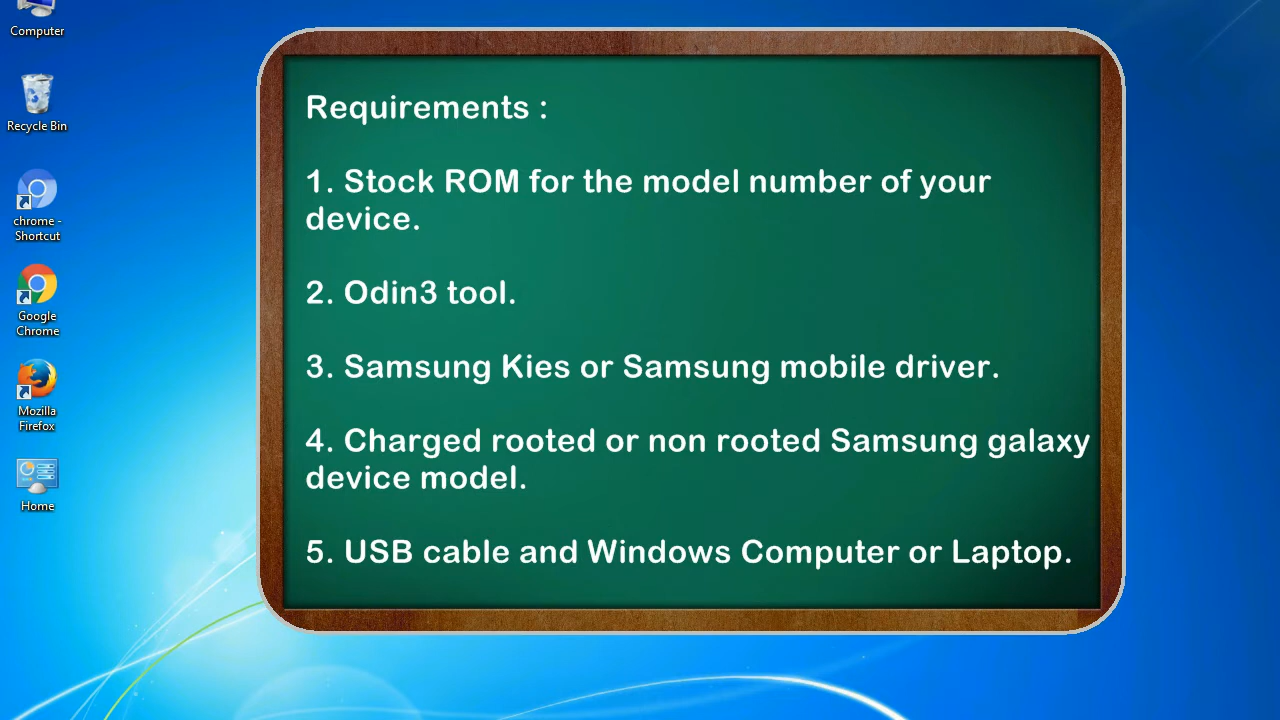 Computer
Recycle Bin
chrome -
Shortcut
Google
Chrome
Mozilla
Firefox
Home
Requirements :
1. Stock ROM for the model number of your
device.
2. Odin3 tool.
3. Samsung Kies or Samsung mobile driver.
4. Charged rooted or non rooted Samsung galaxy
device model.
5. USB cable and Windows Computer or Laptop.